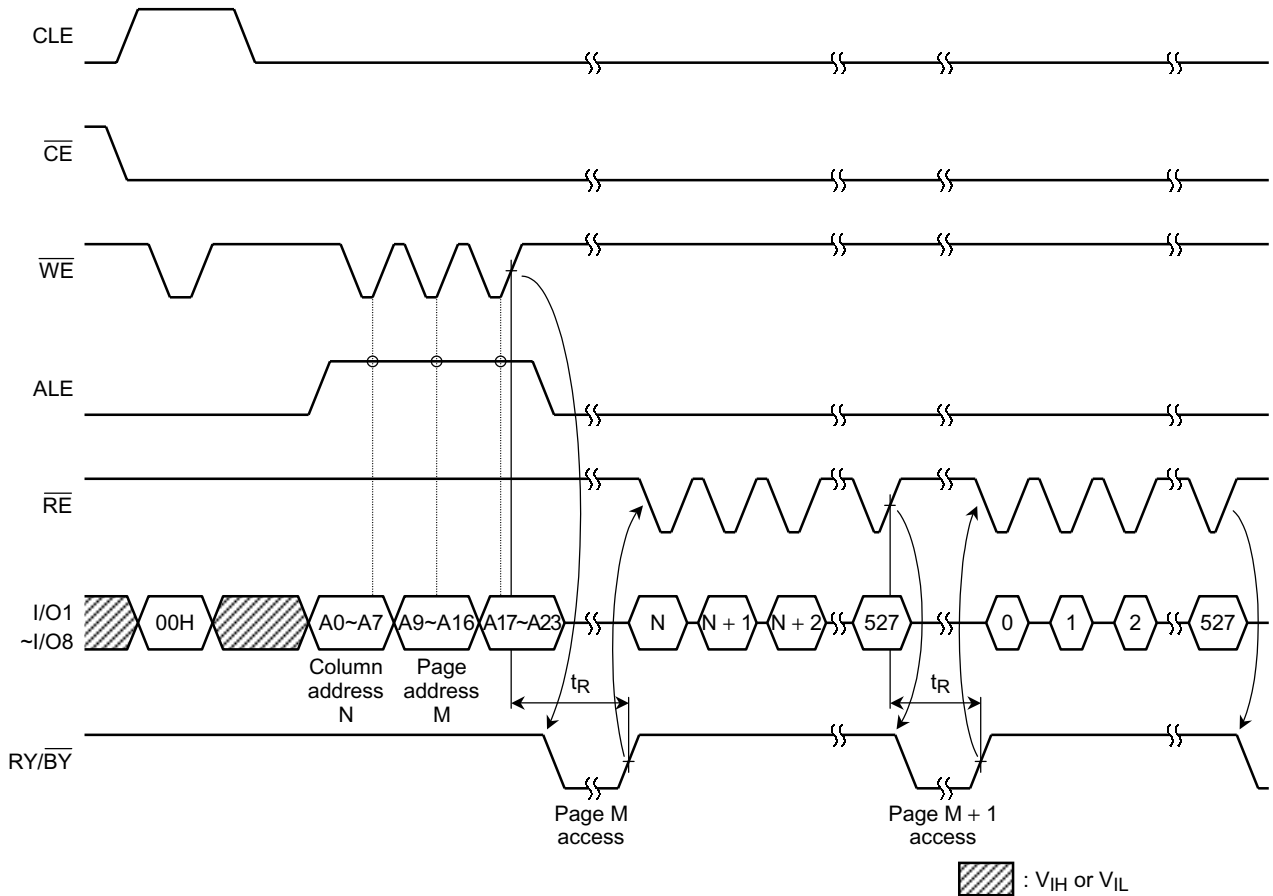 CLE
CE
WE
ALE
RE
I/O1
~I/O8
00H
A0~A7
A9~A16
A17~A23
N
N + 1
N + 2
527
0
1
2
527
Column
address
N
Page
address
M
tR
tR
RY/BY
Page M
access
Page M + 1
access
: VIH or VIL